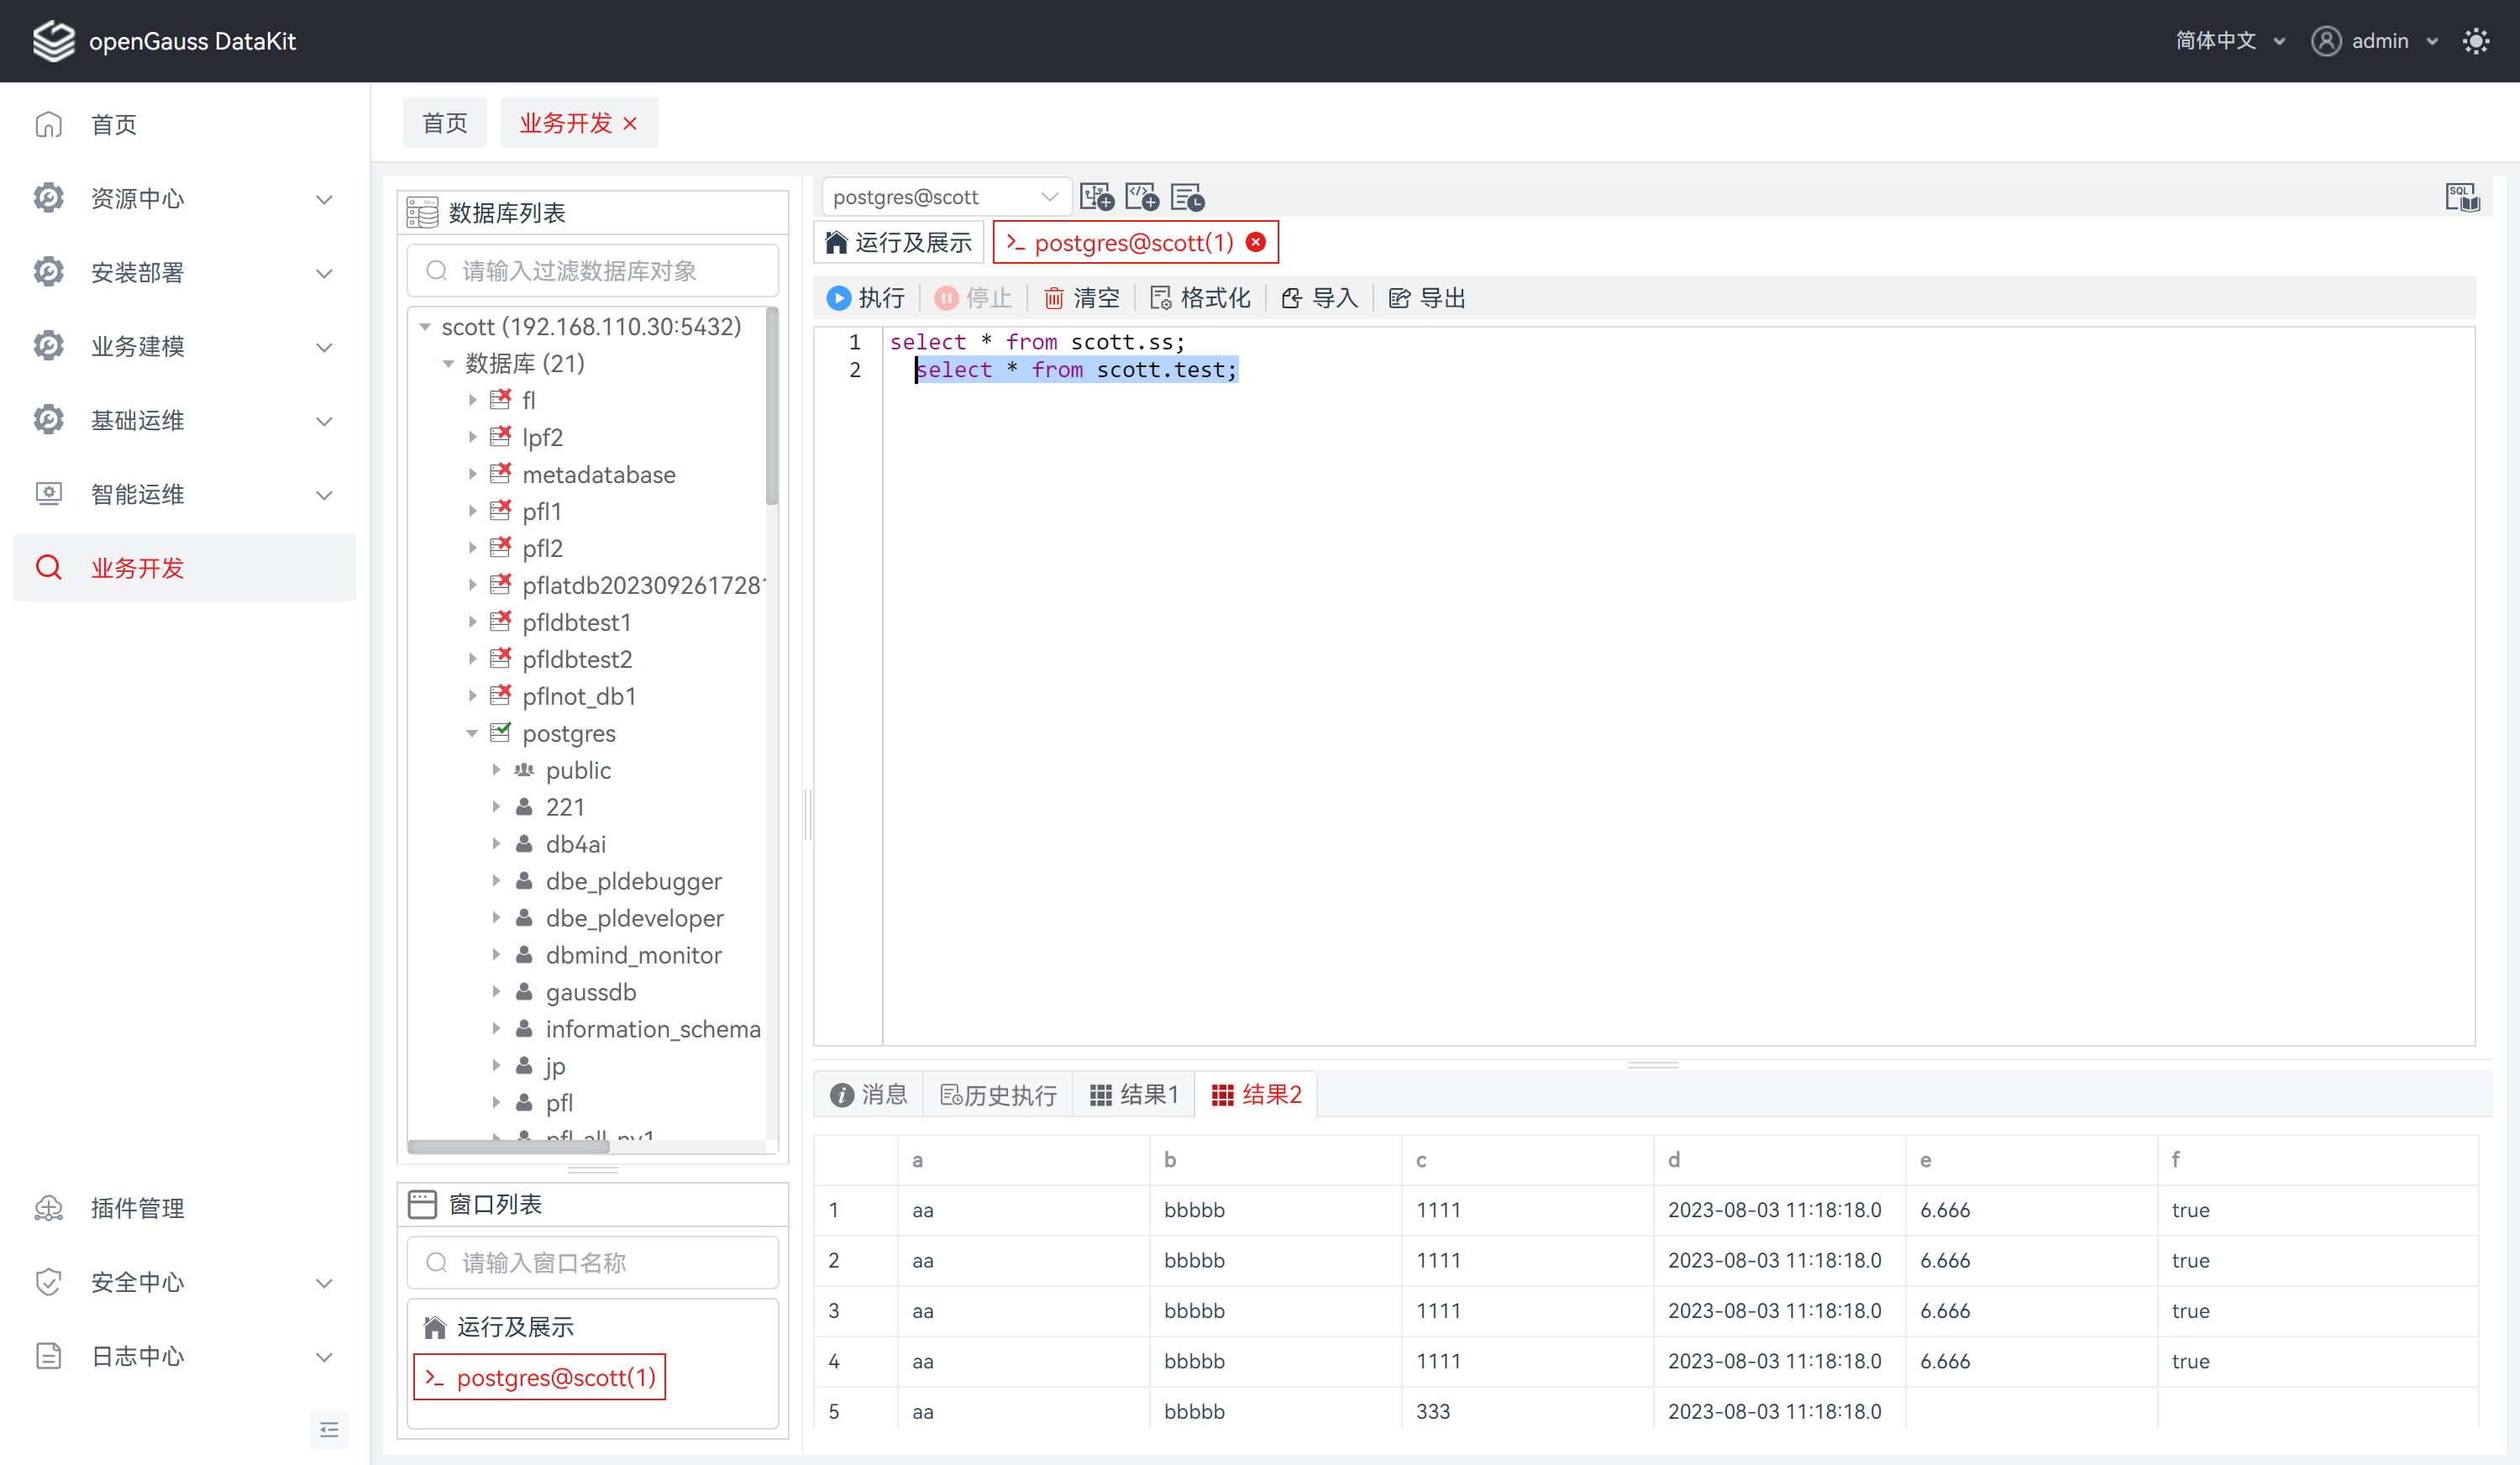 openGauss DataKit
简体中文
admin
首页
资源中心
安装部署
业务建模
基础运维
智能运维
业务开发
插件管理
安全中心
日志中心
首页
业务开发
数据库列表
请输入过滤数据库对象
scott (192.168.110.30:5432)
数据库 (21)
fl
lpf2
metadatabase
pfl1
pfl2
pflatdb2023092617281
pfldbtest1
pfldbtest2
pflnot_db1
postgres
public
221
db4ai
dbe_pldebugger
dbe_pldeveloper
dbmind_monitor
gaussdb
information_schema
jp
pfl
窗口列表
请输入窗口名称
运行及展示
postgres@scott(1)
postgres@scott
SQL
运行及展示
postgres@scott(1)
执行 停止 清空 格式化 导入 导出
1 select * from scott.ss;
2 select * from scott.test;
消息 历史执行 结果1 结果2
a b c d e f
1 aa bbbbb 1111 2023-08-03 11:18:18.0 6.666 true
2 aa bbbbb 1111 2023-08-03 11:18:18.0 6.666 true
3 aa bbbbb 1111 2023-08-03 11:18:18.0 6.666 true
4 aa bbbbb 1111 2023-08-03 11:18:18.0 6.666 true
5 aa bbbbb 333 2023-08-03 11:18:18.0